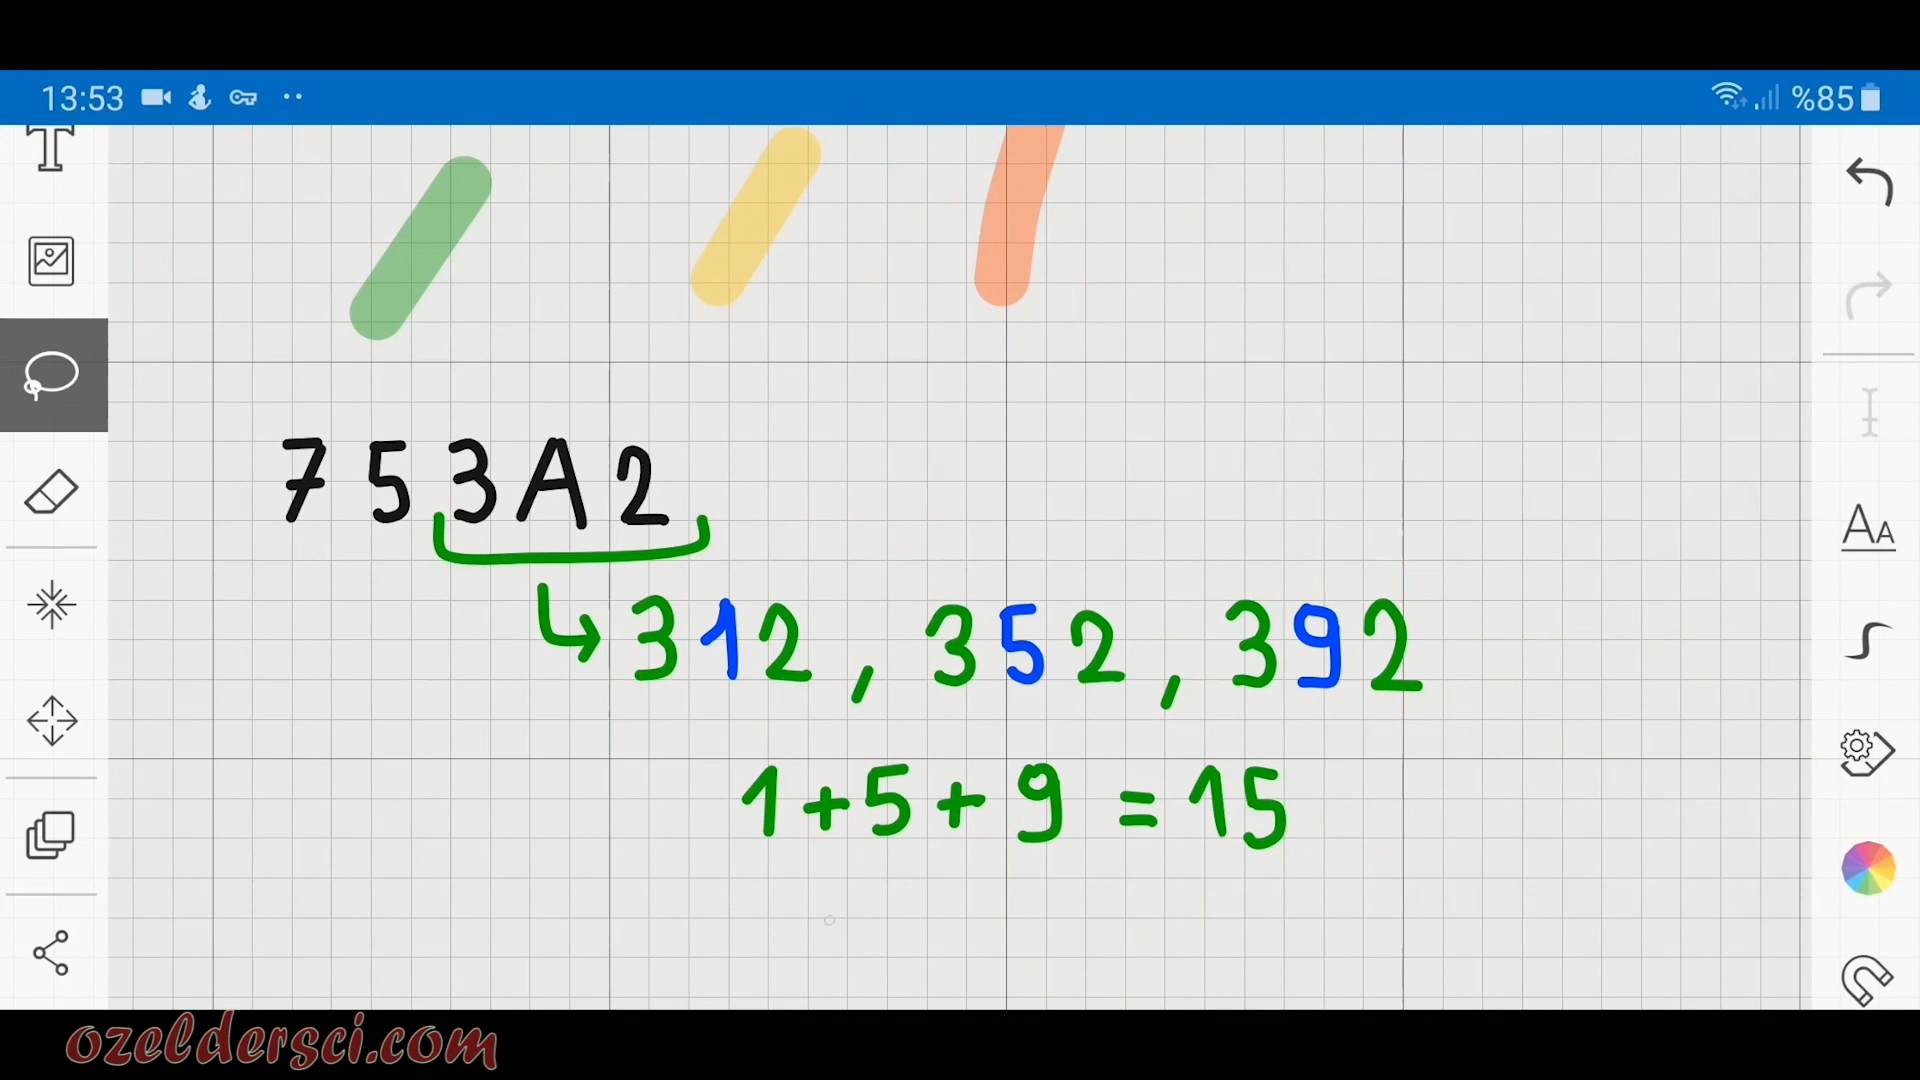 13:53
%85
753A2
312, 352, 392
1+5+9 = 15
ozeldersci.com